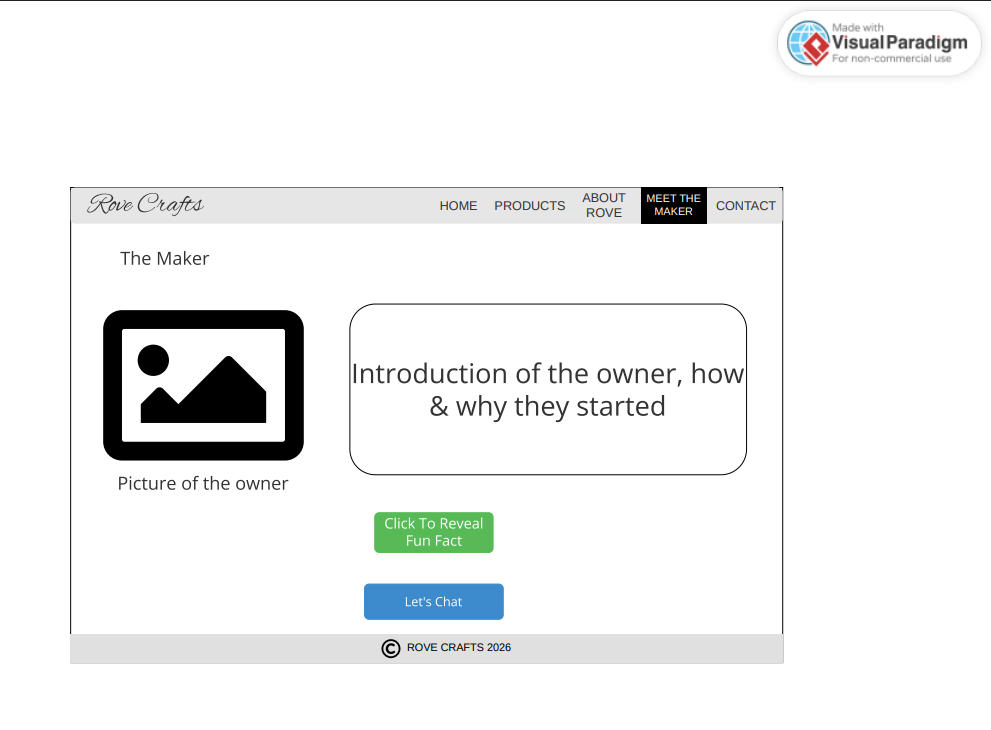 Made with
Visual Paradigm
For non-commercial use
Rove Crafts
HOME
PRODUCTS
ABOUT
ROVE
MEET THE
MAKER
CONTACT
The Maker
Introduction of the owner, how
& why they started
Picture of the owner
Click To Reveal
Fun Fact
Let's Chat
© ROVE CRAFTS 2026